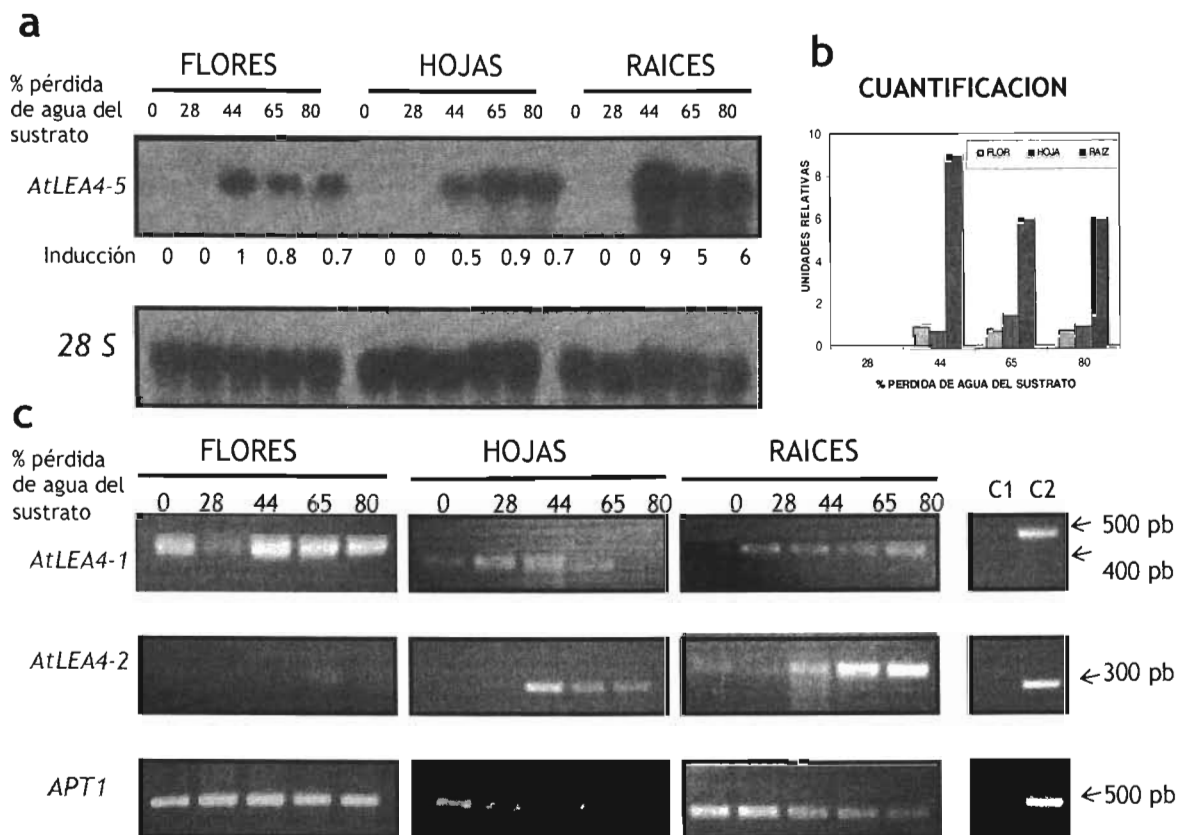 a
FLORES HOJAS RAICES
% pérdida
de agua del
sustrato
0 28 44 65 80 0 28 44 65 80 0 28 44 65 80
AtLEA4-5
Inducción 0 0 1 0.8 0.7 0 0 0.5 0.9 0.7 0 0 9 5 6
28 S
b
CUANTIFICACION
UNIDADES RELATIVAS
10
8
6
4
2
0
FLOR HOJA RAIZ
28 44 65 80
% PERDIDA DE AGUA DEL SUSTRATO
c
FLORES HOJAS RAICES
% pérdida
de agua del
sustrato
0 28 44 65 80 0 28 44 65 80 0 28 44 65 80 C1 C2
AtLEA4-1
500 pb
400 pb
AtLEA4-2
300 pb
APT1
500 pb